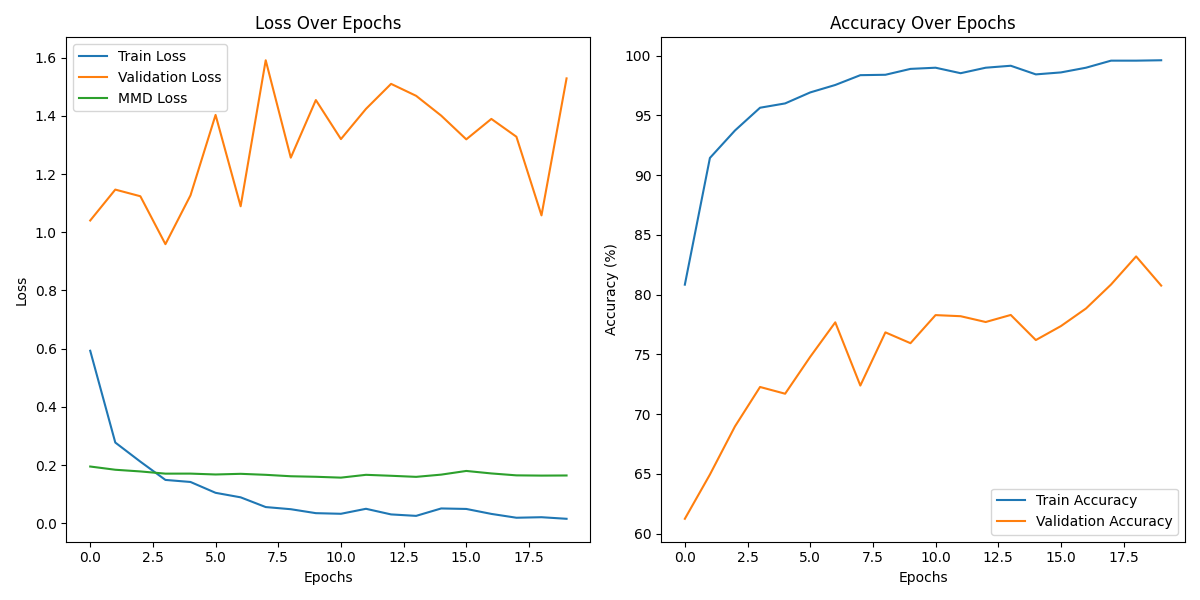 Loss Over Epochs
Train Loss
Validation Loss
MMD Loss
1.6
1.4
1.2
1.0
0.8
0.6
0.4
0.2
0.0
Loss
0.0 2.5 5.0 7.5 10.0 12.5 15.0 17.5
Epochs
Accuracy Over Epochs
100
95
90
85
80
75
70
65
60
Accuracy (%)
Train Accuracy
Validation Accuracy
0.0 2.5 5.0 7.5 10.0 12.5 15.0 17.5
Epochs